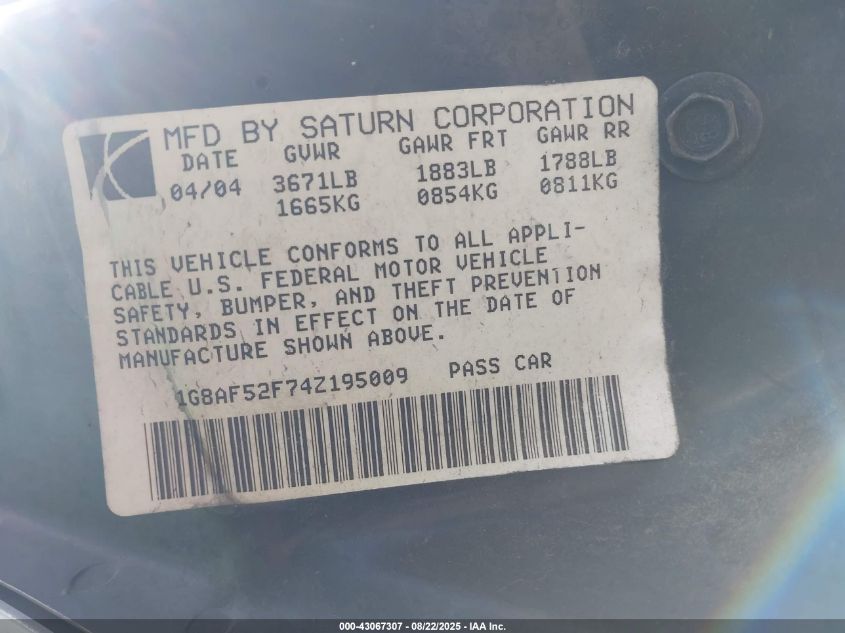 MFD BY SATURN CORPORATION
DATE GVWR GAWR FRT GAWR RR
04/04 3671LB 1883LB 1788LB
1665KG 0854KG 0811KG
THIS VEHICLE CONFORMS TO ALL APPLI-
CABLE U.S. FEDERAL MOTOR VEHICLE
SAFETY, BUMPER, AND THEFT PREVENTION
STANDARDS IN EFFECT ON THE DATE OF
MANUFACTURE SHOWN ABOVE.
1G8AF52F74Z195009 PASS CAR
000-43067307 - 08/22/2025 - IAA Inc.